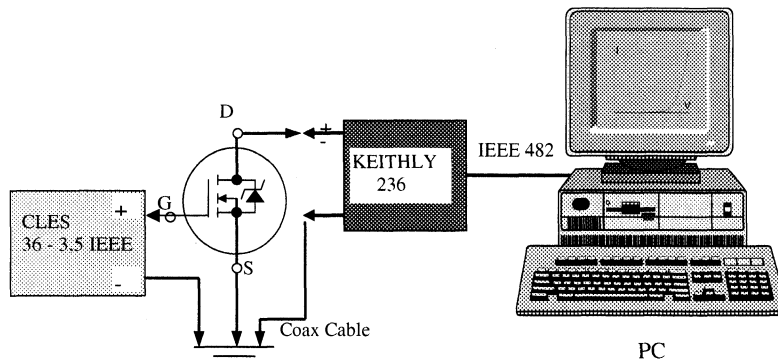 D
+
-
KEITHLY
236
IEEE 482
I
V
G
+
CLES
36 - 3.5 IEEE
-
S
Coax Cable
PC